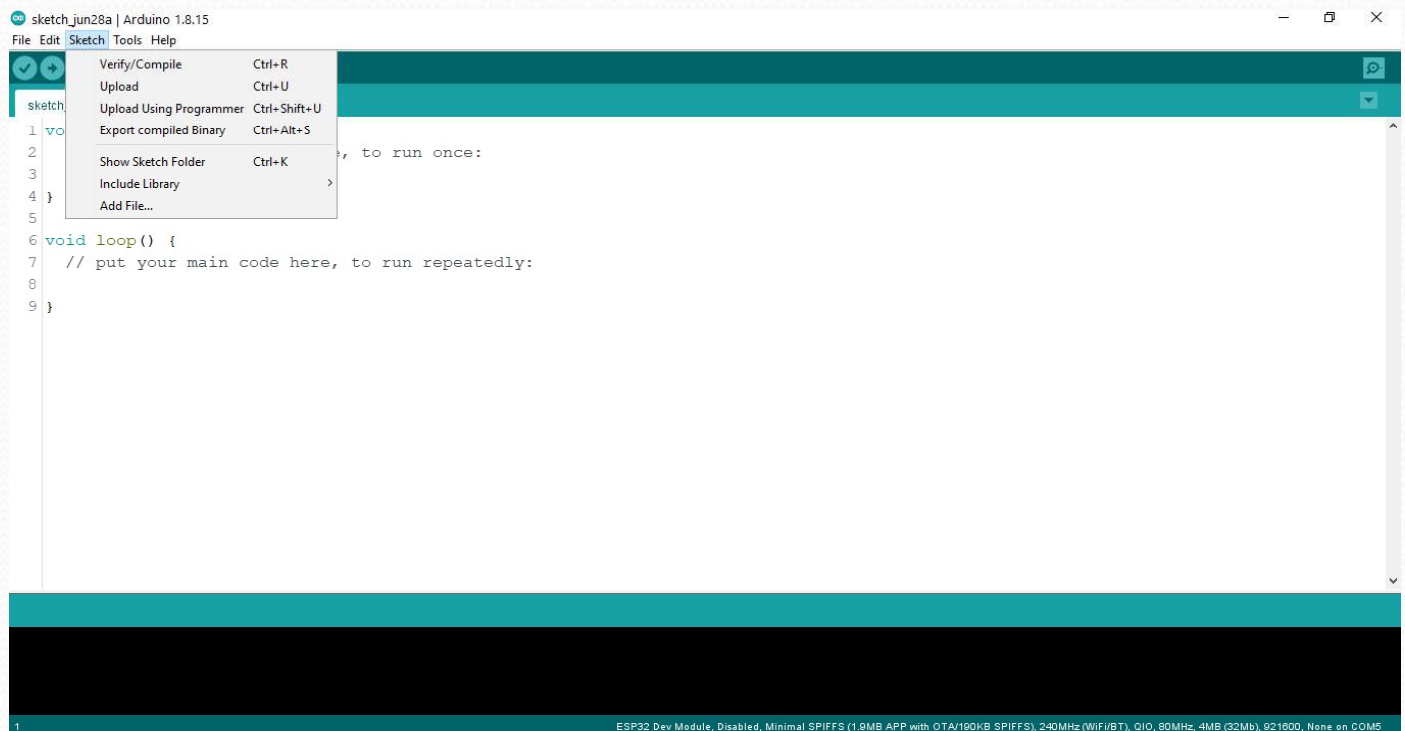 sketch_jun28a | Arduino 1.8.15
File Edit Sketch Tools Help
Verify/Compile Ctrl+R
Upload Ctrl+U
Upload Using Programmer Ctrl+Shift+U
Export compiled Binary Ctrl+Alt+S
Show Sketch Folder Ctrl+K
Include Library
Add File...
sketch_
1 vo
2 , to run once:
3
4 }
5
6 void loop() {
7 // put your main code here, to run repeatedly:
8
9 }
1 ESP32 Dev Module, Disabled, Minimal SPIFFS (1.9MB APP with OTA/190KB SPIFFS), 240MHz (WiFi/BT), QIO, 80MHz, 4MB (32Mb), 921600, None on COM5